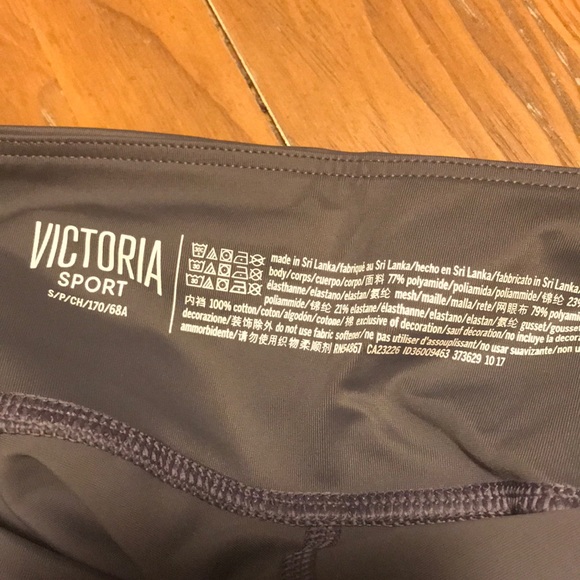 VICTORIA
SPORT
S/P/CH/170/68A
made in Sri Lanka/fabriqué au Sri Lanka/hecho en Sri Lanka/fabbricato in Sri Lanka/
body/corps/cuerpo/corpo/面料 77% polyamide/poliamida/poliammide/锦纶 23%
élasthanne/elastano/elastan/氨纶 mesh/maille/malla/rete/网眼布 79% polyamide
poliammide/锦纶 21% élasthanne/elastano/elastan/氨纶 gusset/gousset
内裆 100% cotton/coton/algodón/cotone/棉 exclusive of decoration/sauf décoration/no incluye la
decorazione/装饰除外 do not use fabric softener/ne pas utiliser d'assouplissant/no usar suavizante/non
ammorbidente/请勿使用织物柔顺剂 RN54867 CA23226 ID36009463 373629 10 17